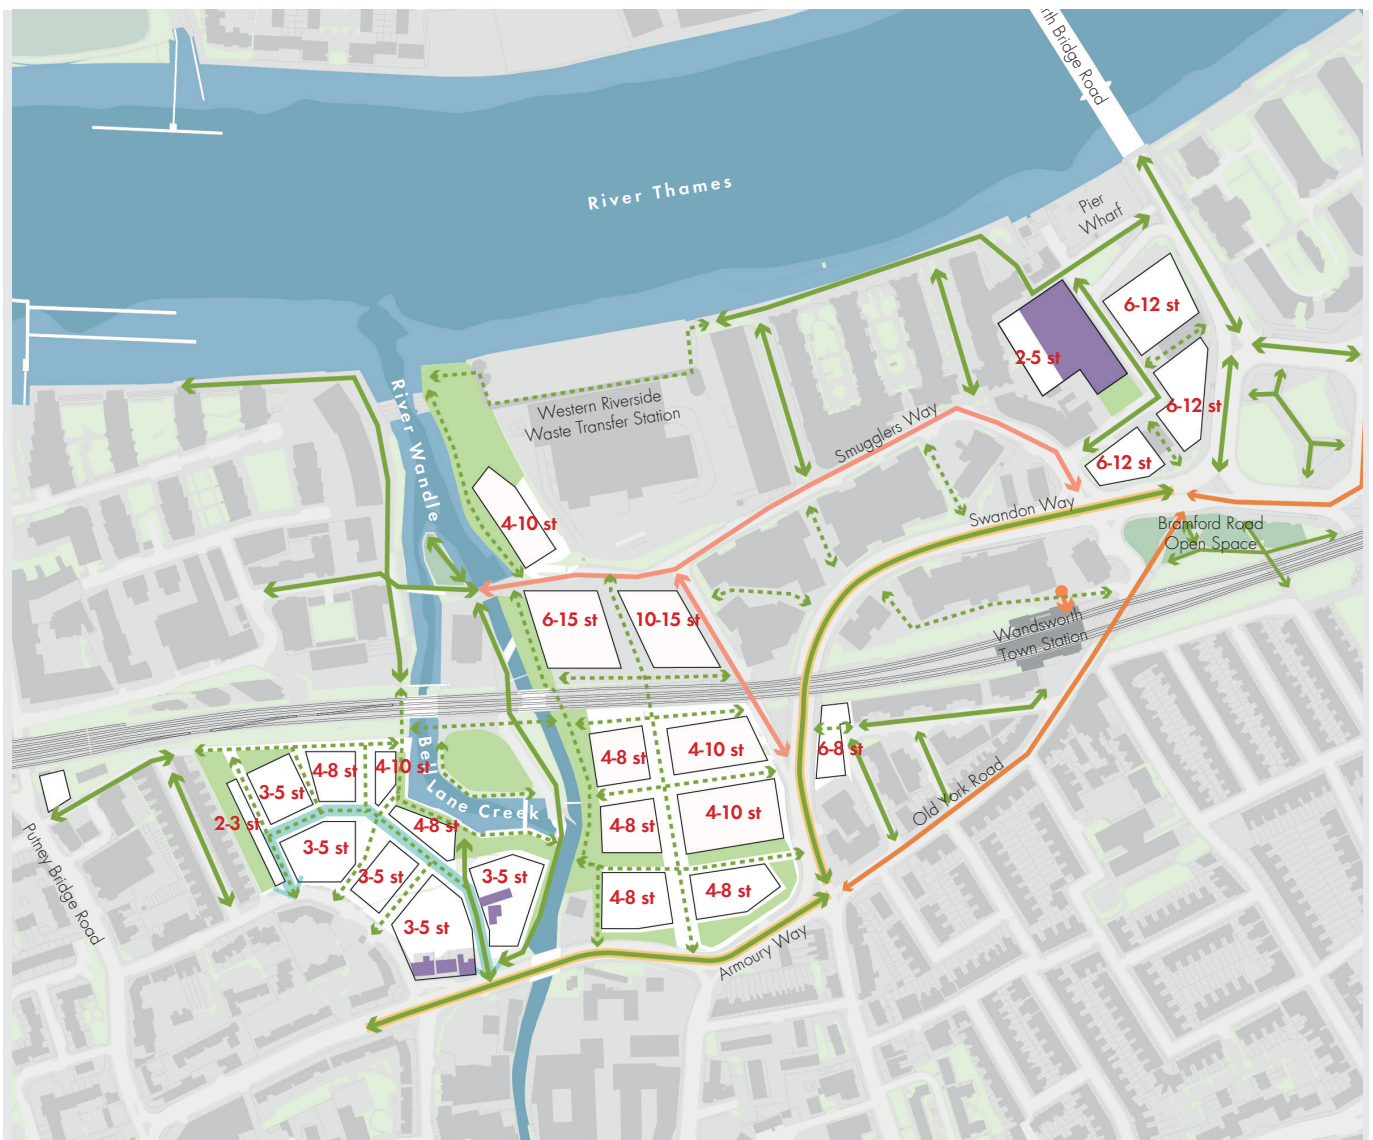 rth Bridge Road
River Thames
Pier
Wharf
6-12 st
2-5 st
6-12 st
6-12 st
River Wandle
Western Riverside
Waste Transfer Station
Smugglers Way
Swandon Way
Bramford Road
Open Space
4-10 st
6-15 st
10-15 st
Wandsworth
Town Station
4-8 st
4-10 st
6-8 st
4-8 st
4-10 st
3-5 st
2-3 st
Lane Creek
4-8 st
4-8 st
4-10 st
Old York Road
3-5 st
3-5 st
3-5 st
4-8 st
4-8 st
3-5 st
Putney Bridge Road
Armoury Way